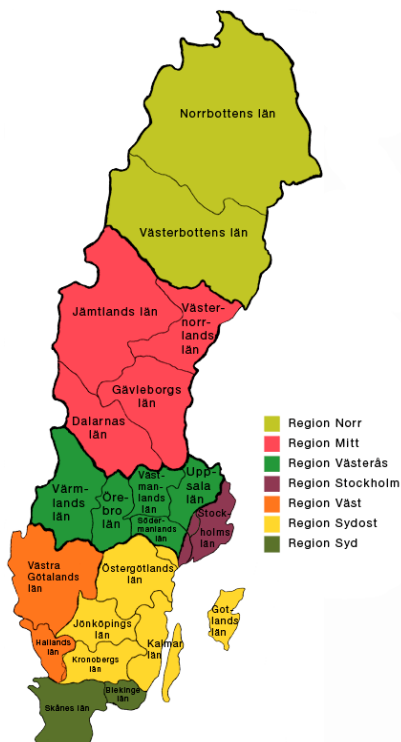 Norrbottens län
Västerbottens län
Jämtlands län
Väster-
norr-
lands
län
Gävleborgs
län
Dalarnas
län
Värm-
lands
län
Öre-
bro
län
Väst-
man-
lands
län
Upp-
sala
län
Söder-
manlands
län
Stock-
holms
län
Västra
Götalands
län
Östergötlands
län
Jönköpings
län
Hallands
län
Kronobergs
län
Kalmar
län
Got-
lands
län
Skånes län
Blekinge
län
Region Norr
Region Mitt
Region Västerås
Region Stockholm
Region Väst
Region Sydost
Region Syd